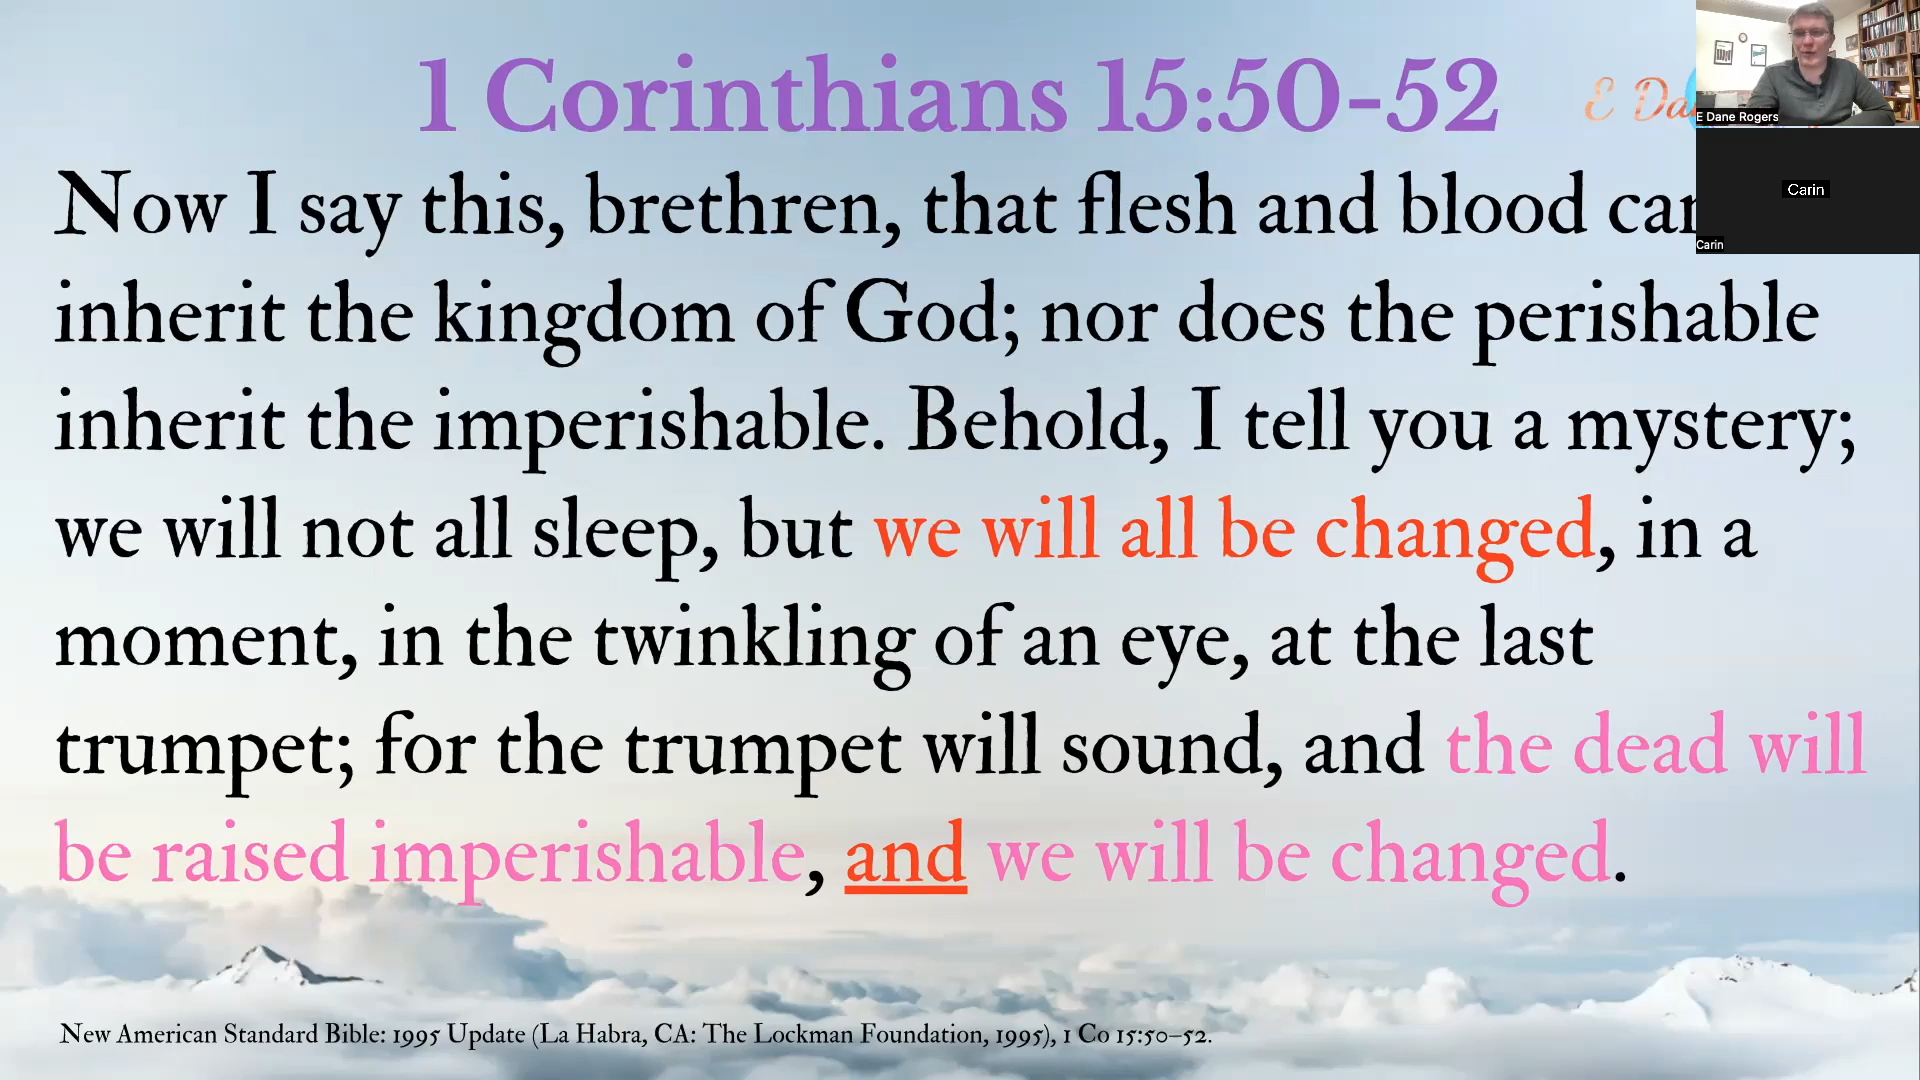 1 Corinthians 15:50-52
E Da
E Dane Rogers
Carin
Carin
Now I say this, brethren, that flesh and blood
inherit the kingdom of God; nor does the perishable
inherit the imperishable. Behold, I tell you a mystery;
we will not all sleep, but we will all be changed, in a
moment, in the twinkling of an eye, at the last
trumpet; for the trumpet will sound, and the dead will
be raised imperishable, and we will be changed.
New American Standard Bible: 1995 Update (La Habra, CA: The Lockman Foundation, 1995), 1 Co 15:50–52.